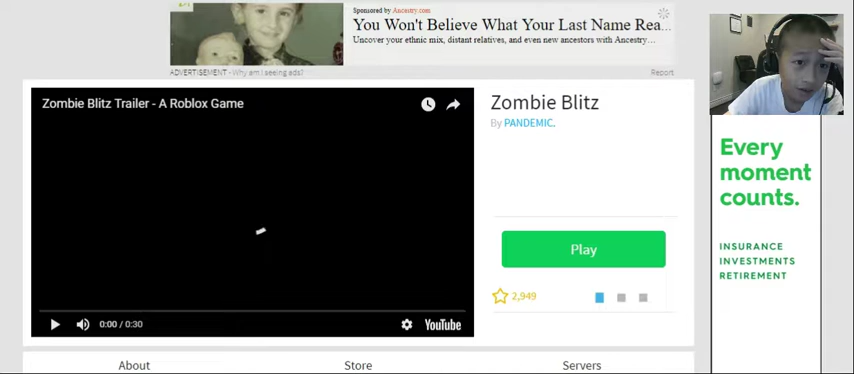 Sponsored by Ancestry.com
You Won't Believe What Your Last Name Rea...
Uncover your ethnic mix, distant relatives, and even new ancestors with Ancestry...
ADVERTISEMENT - Why am I seeing ads?
Report
Zombie Blitz Trailer - A Roblox Game
Zombie Blitz
By PANDEMIC.
Play
2,949
0:00 / 0:30
YouTube
About
Store
Servers
Every
moment
counts.
INSURANCE
INVESTMENTS
RETIREMENT